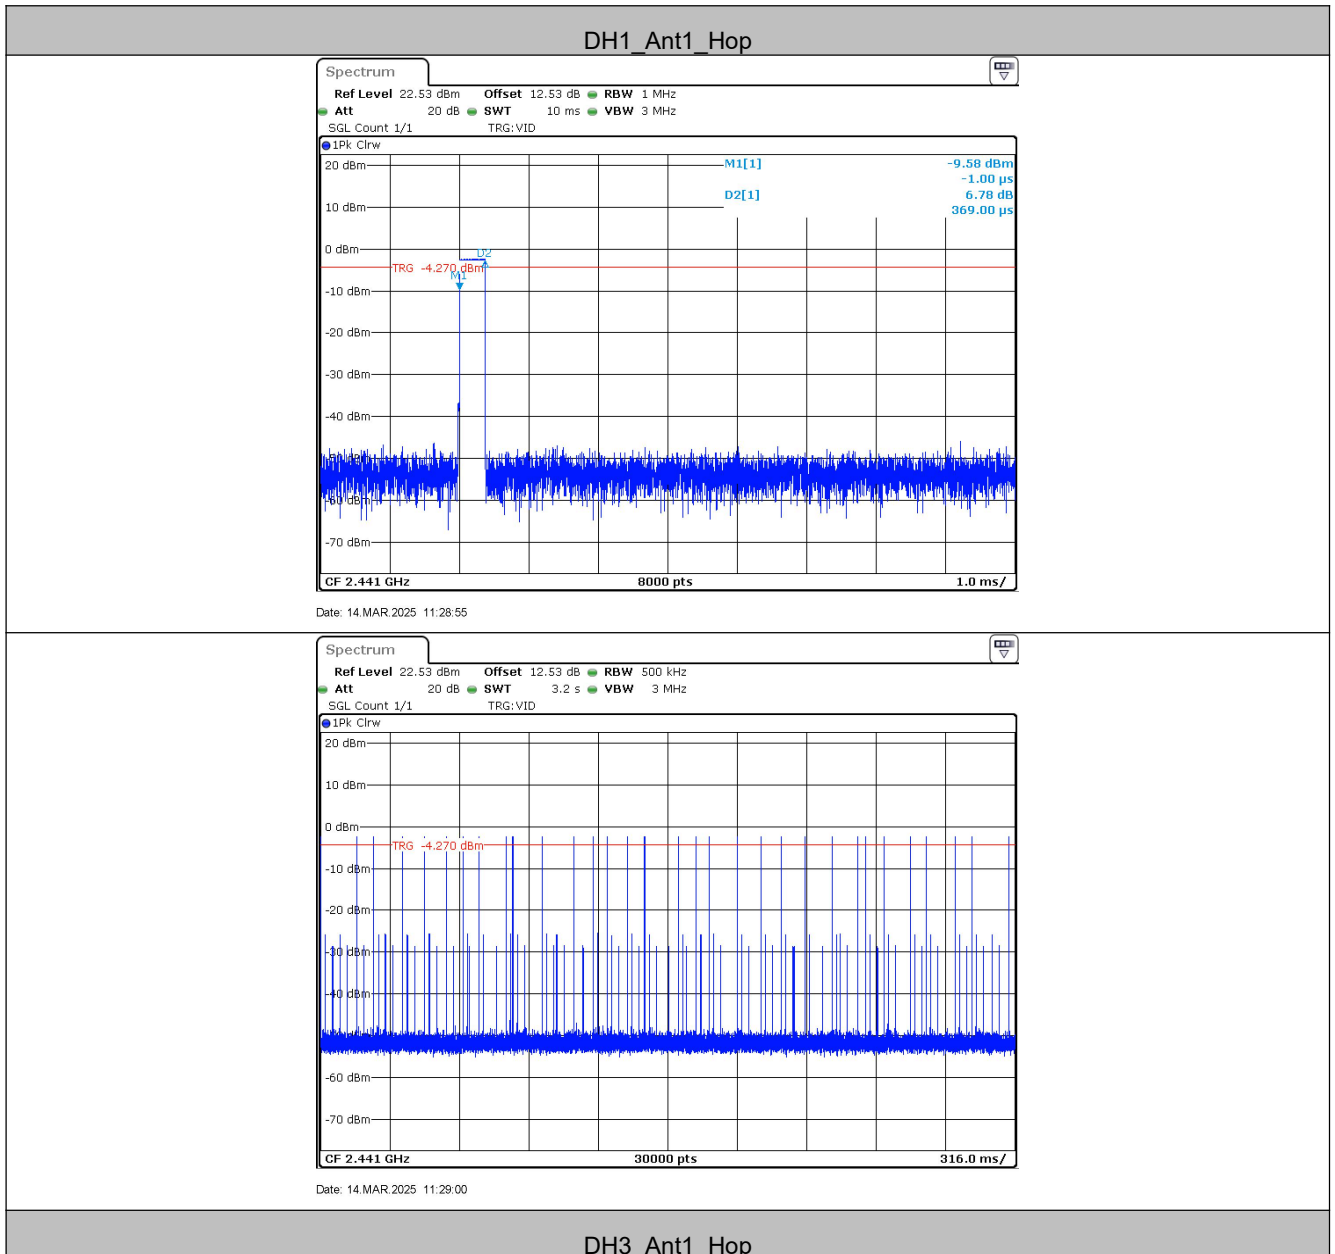 DH1_Ant1_Hop
Spectrum
Ref Level 22.53 dBm Offset 12.53 dB RBW 1 MHz
Att 20 dB SWT 10 ms VBW 3 MHz
SGL Count 1/1 TRG:VID
1Pk Clrw
20 dBm
M1[1] -9.58 dBm
-1.00 µs
D2[1] 6.78 dB
369.00 µs
10 dBm
0 dBm
D2
TRG -4.270 dBm
M1
-10 dBm
-20 dBm
-30 dBm
-40 dBm
-60 dBm
-70 dBm
CF 2.441 GHz 8000 pts 1.0 ms/
Date: 14.MAR.2025 11:28:55
Spectrum
Ref Level 22.53 dBm Offset 12.53 dB RBW 500 kHz
Att 20 dB SWT 3.2 s VBW 3 MHz
SGL Count 1/1 TRG:VID
1Pk Clrw
20 dBm
10 dBm
0 dBm
TRG -4.270 dBm
-10 dBm
-20 dBm
-30 dBm
-40 dBm
-60 dBm
-70 dBm
CF 2.441 GHz 30000 pts 316.0 ms/
Date: 14.MAR.2025 11:29:00
DH3_Ant1_Hop